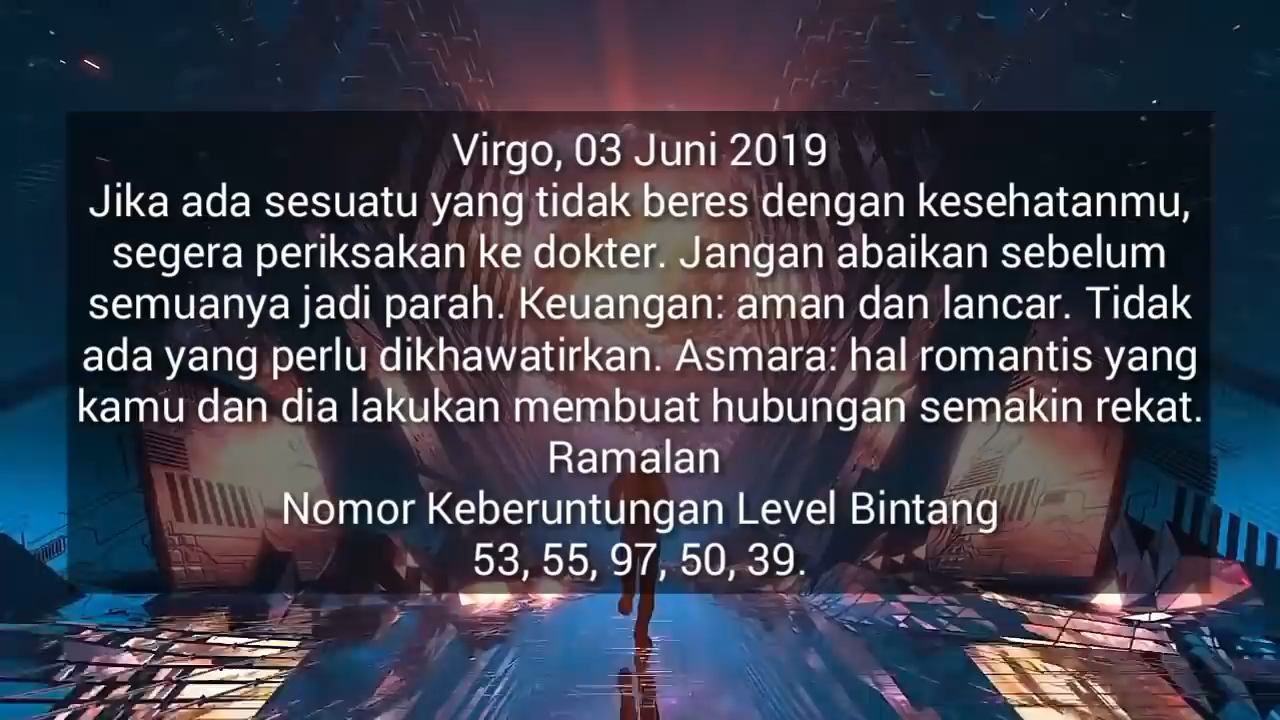 Virgo, 03 Juni 2019
Jika ada sesuatu yang tidak beres dengan kesehatanmu,
segera periksakan ke dokter. Jangan abaikan sebelum
semuanya jadi parah. Keuangan: aman dan lancar. Tidak
ada yang perlu dikhawatirkan. Asmara: hal romantis yang
kamu dan dia lakukan membuat hubungan semakin rekat.
Ramalan
Nomor Keberuntungan Level Bintang
53, 55, 97, 50, 39.